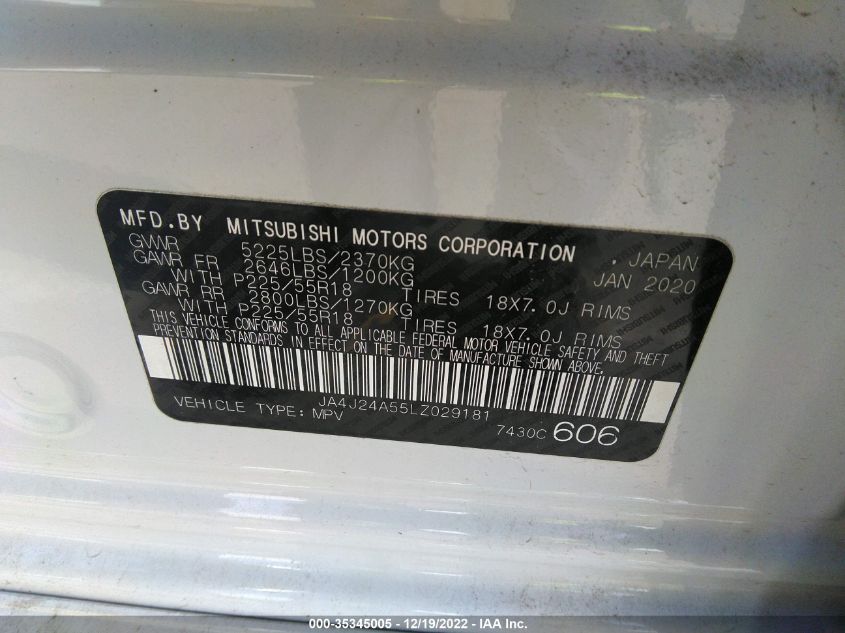 MFD.BY MITSUBISHI MOTORS CORPORATION . JAPAN
GVWR 5225LBS/2370KG JAN 2020
GAWR FR 2646LBS/1200KG
WITH P225/55R18 TIRES 18X7.0J RIMS
GAWR RR 2800LBS/1270KG
WITH P225/55R18 TIRES 18X7.0J RIMS
THIS VEHICLE CONFORMS TO ALL APPLICABLE FEDERAL MOTOR VEHICLE SAFETY AND THEFT
PREVENTION STANDARDS IN EFFECT ON THE DATE OF MANUFACTURE SHOWN ABOVE.
JA4J24A55LZ029181
VEHICLE TYPE: MPV 7430C 606
000-35345005 - 12/19/2022 - IAA Inc.